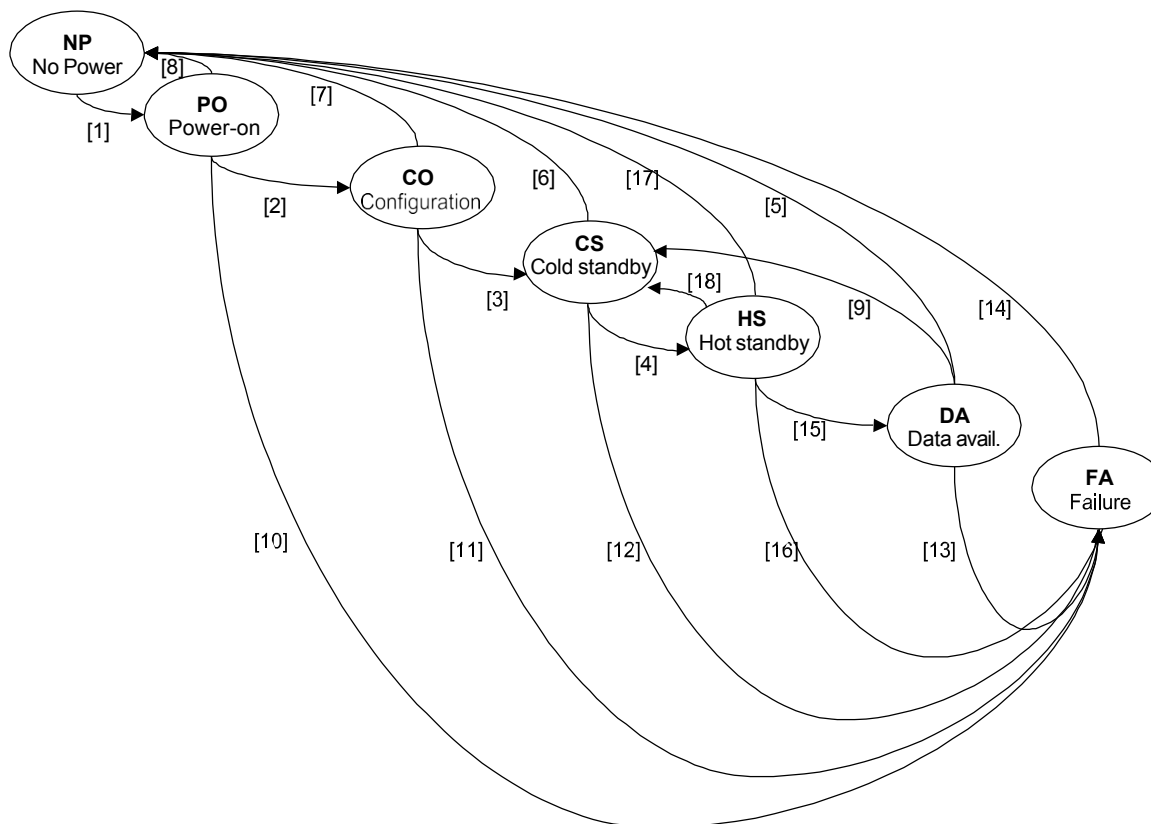 NP
No Power
[8]
[1]
PO
Power-on
[7]
[2]
CO
Configuration
[6]
[17]
[5]
[3]
CS
Cold standby
[18]
[9]
[14]
[4]
HS
Hot standby
[15]
DA
Data avail.
FA
Failure
[10]
[11]
[12]
[16]
[13]